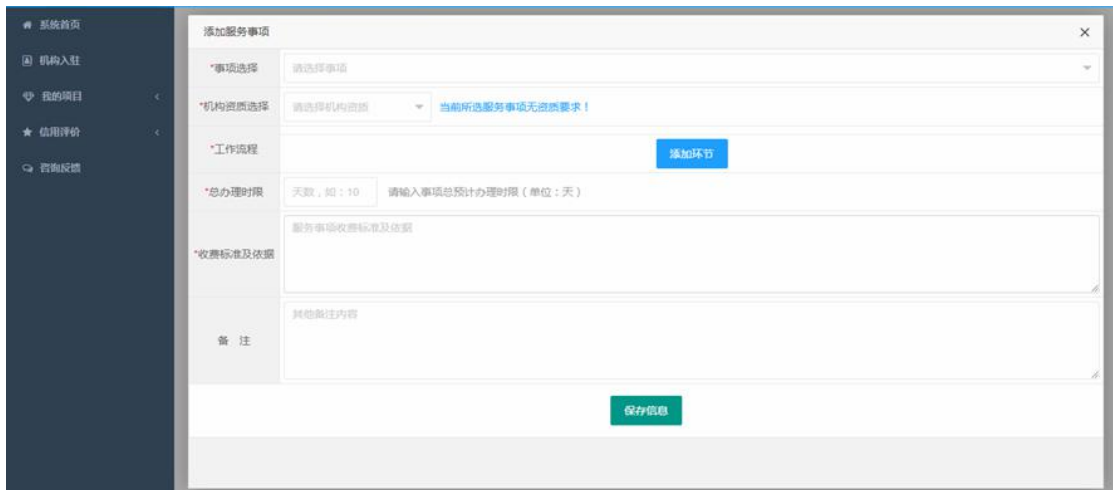 系统首页
机构入驻
我的项目
信用评价
咨询反馈
添加服务事项
*事项选择 请选择事项
*机构资质选择 请选择机构资质 当前所选服务事项无资质要求！
*工作流程 添加环节
*总办理时限 天数，如：10 请输入事项总预计办理时限（单位：天）
*收费标准及依据 服务事项收费标准及依据
备 注 其他备注内容
保存信息